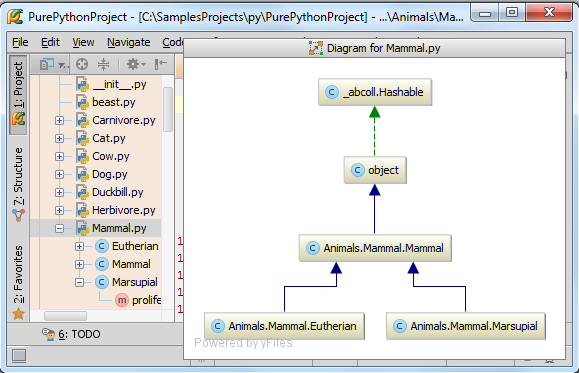 PurePythonProject - [C:\SamplesProjects\py\PurePythonProject] - ...\Animals\Ma...
File Edit View Navigate
Diagram for Mammal.py
1: Project
7: Structure
2: Favorites
__init__.py
beast.py
Carnivore.py
Cat.py
Cow.py
Dog.py
Duckbill.py
Herbivore.py
Mammal.py
C Eutherian
C Mammal
C Marsupial
m prolife
C _abcoll.Hashable
C object
C Animals.Mammal.Mammal
C Animals.Mammal.Eutherian
C Animals.Mammal.Marsupial
Powered by yFiles
6: TODO